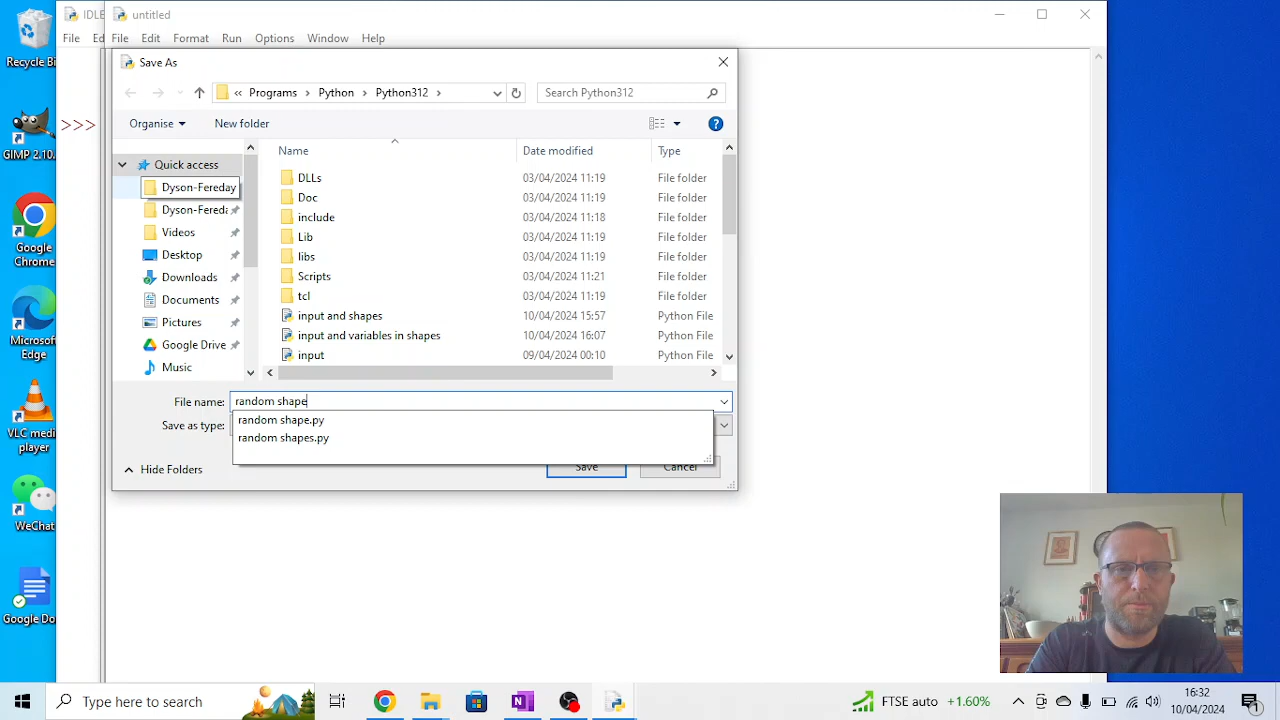 Recycle Bi
GIMP 2.10.
Google
Chrome
Microsof
Edge
VLC medi
player
WeChat
Google Do
IDLE
File Ed
>>>
untitled
File Edit Format Run Options Window Help
Save As
« Programs › Python › Python312 ›
Search Python312
Organise New folder
Name Date modified Type
Quick access
Dyson-Fereday
Dyson-Fereda
Videos
Desktop
Downloads
Documents
Pictures
Google Drive
Music
DLLs 03/04/2024 11:19 File folder
Doc 03/04/2024 11:19 File folder
include 03/04/2024 11:18 File folder
Lib 03/04/2024 11:19 File folder
libs 03/04/2024 11:19 File folder
Scripts 03/04/2024 11:21 File folder
tcl 03/04/2024 11:19 File folder
input and shapes 10/04/2024 15:57 Python File
input and variables in shapes 10/04/2024 16:07 Python File
input 09/04/2024 00:10 Python File
File name: random shape
random shape.py
random shapes.py
Save as type:
Hide Folders
Save Cancel
Type here to search
N
FTSE auto +1.60%
16:32
10/04/2024
1